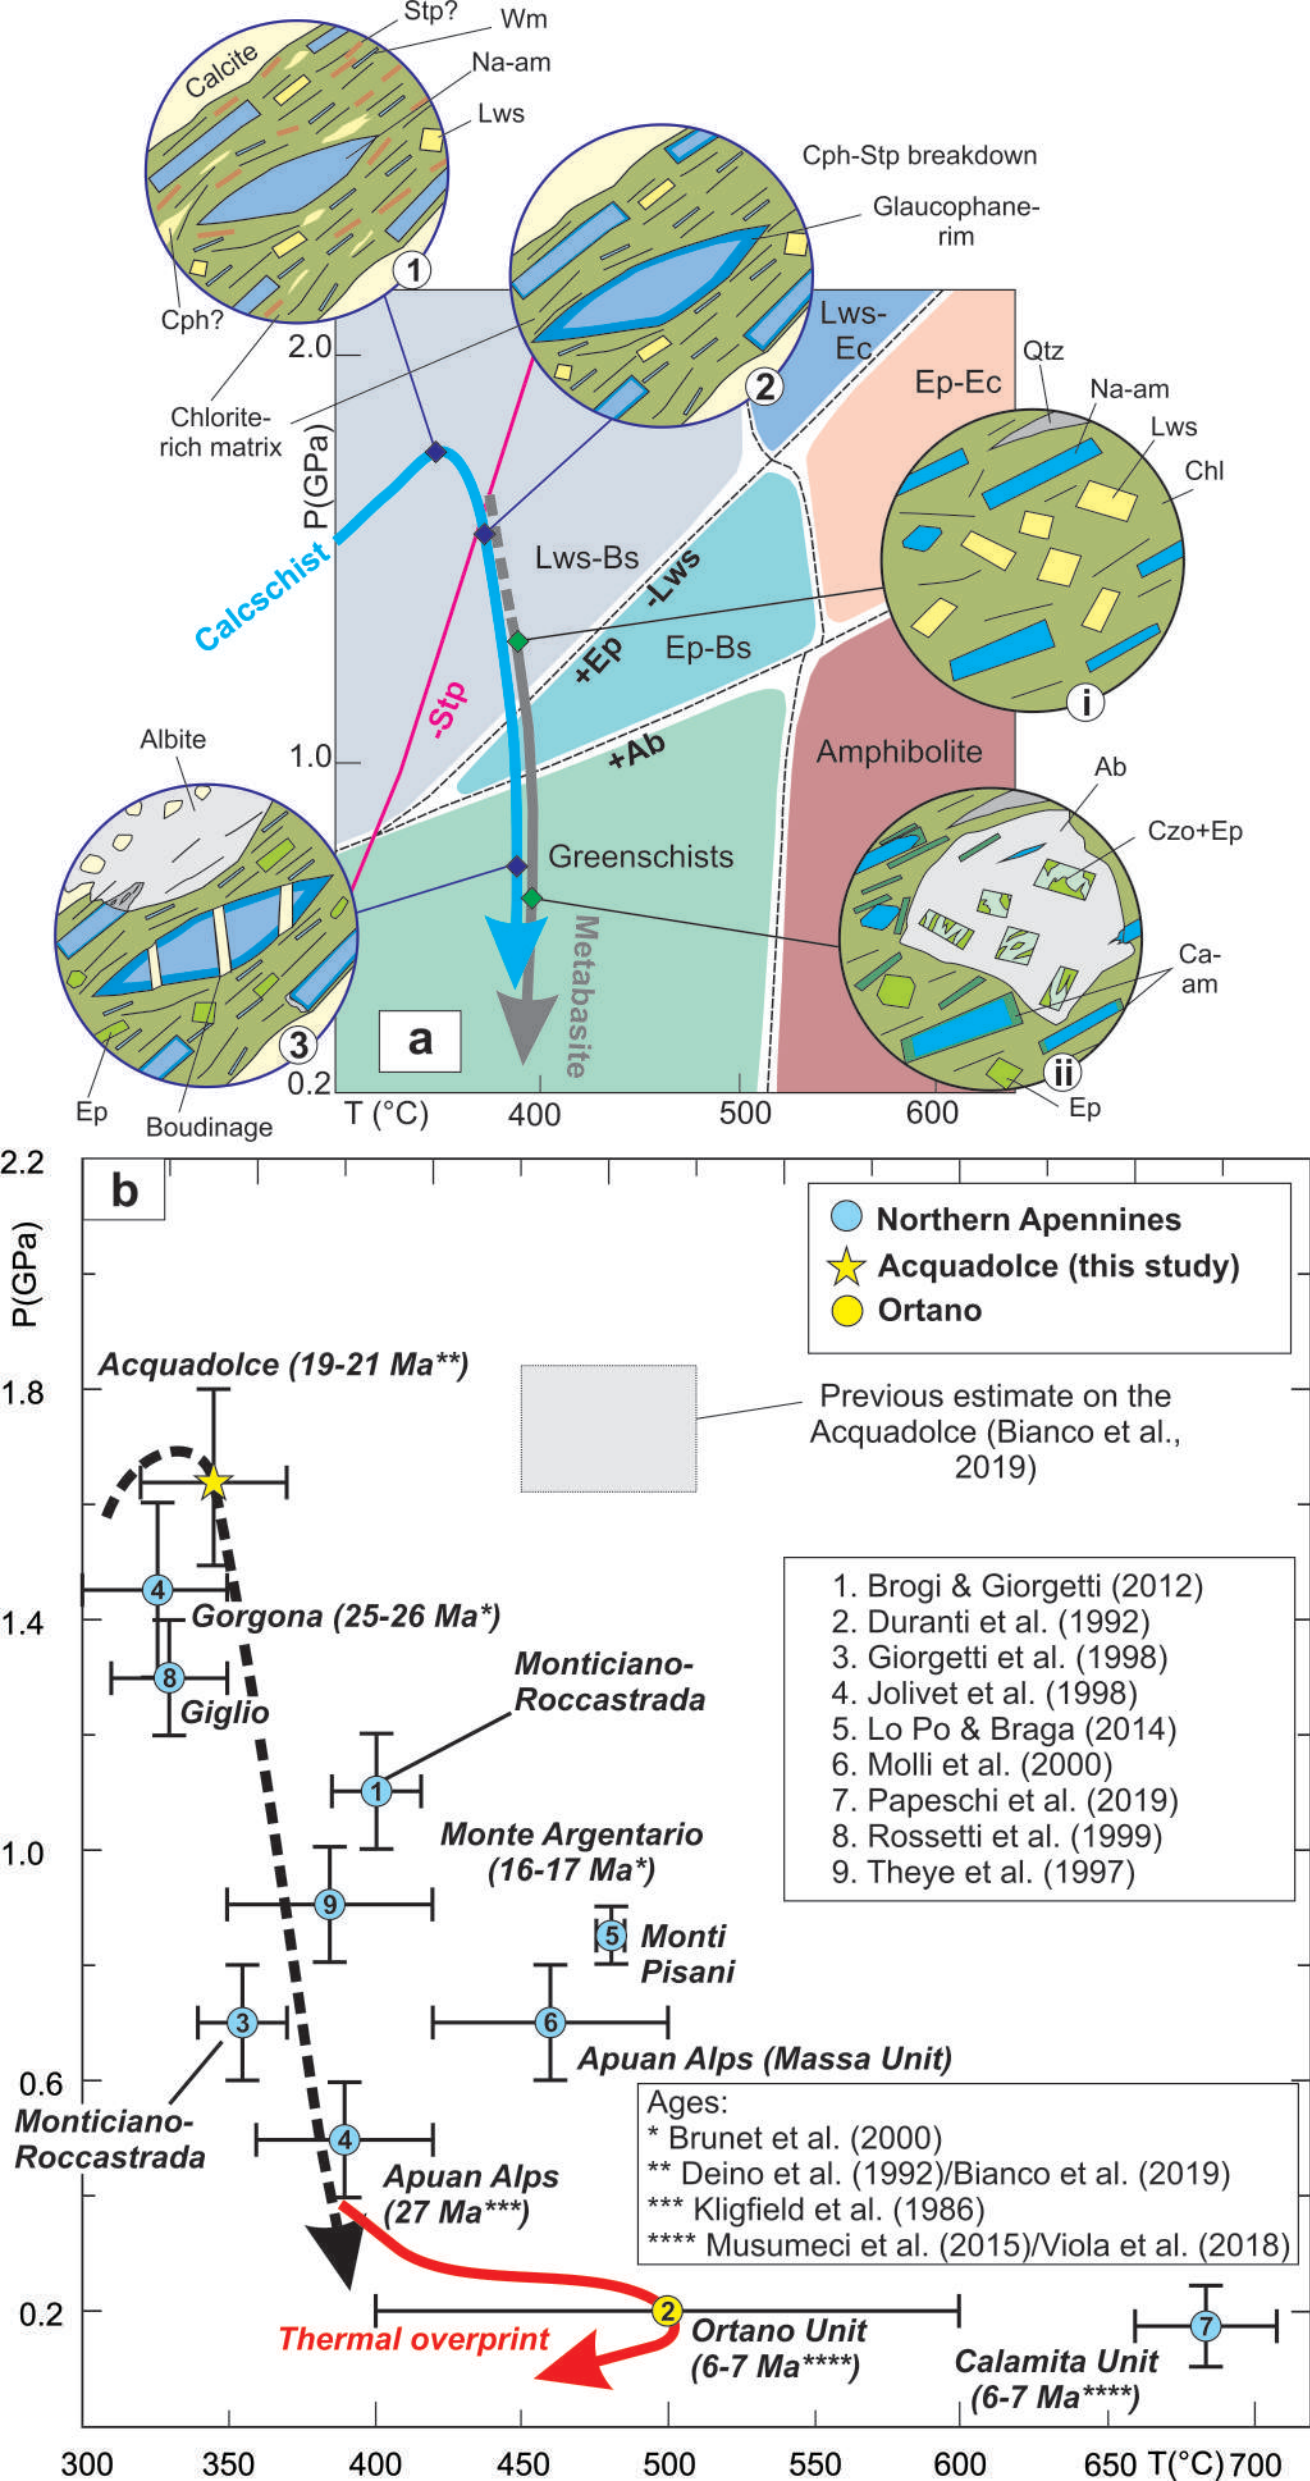 Stp?
Wm
Calcite
Na-am
Lws
Cph-Stp breakdown
Glaucophane-
rim
1
Cph?
2.0
Lws-
Ec
Qtz
2
Ep-Ec
Na-am
Chlorite-
rich matrix
Lws
P(GPa)
Chl
Calcschist
Lws-Bs
-Lws
+Ep
Ep-Bs
i
-Stp
Albite
1.0
+Ab
Amphibolite
Ab
Czo+Ep
Greenschists
Metabasite
Ca-
am
3
a
ii
0.2
Ep
Boudinage
T (°C)
400
500
600
Ep
2.2
b
P(GPa)
Northern Apennines
Acquadolce (this study)
Ortano
Acquadolce (19-21 Ma**)
1.8
Previous estimate on the
Acquadolce (Bianco et al.,
2019)
4
Gorgona (25-26 Ma*)
1.4
8
Giglio
Monticiano-
Roccastrada
1
1. Brogi & Giorgetti (2012)
2. Duranti et al. (1992)
3. Giorgetti et al. (1998)
4. Jolivet et al. (1998)
5. Lo Po & Braga (2014)
6. Molli et al. (2000)
7. Papeschi et al. (2019)
8. Rossetti et al. (1999)
9. Theye et al. (1997)
1.0
Monte Argentario
(16-17 Ma*)
9
5
Monti
Pisani
3
6
Apuan Alps (Massa Unit)
0.6
Monticiano-
Roccastrada
4
Apuan Alps
(27 Ma***)
Ages:
* Brunet et al. (2000)
** Deino et al. (1992)/Bianco et al. (2019)
*** Kligfield et al. (1986)
**** Musumeci et al. (2015)/Viola et al. (2018)
0.2
2
7
Thermal overprint
Ortano Unit
(6-7 Ma****)
Calamita Unit
(6-7 Ma****)
300
350
400
450
500
550
600
650
T(°C)
700